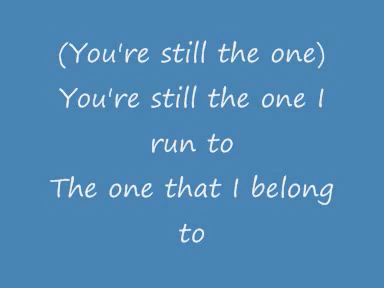 (You're still the one)
You're still the one I
run to
The one that I belong
to